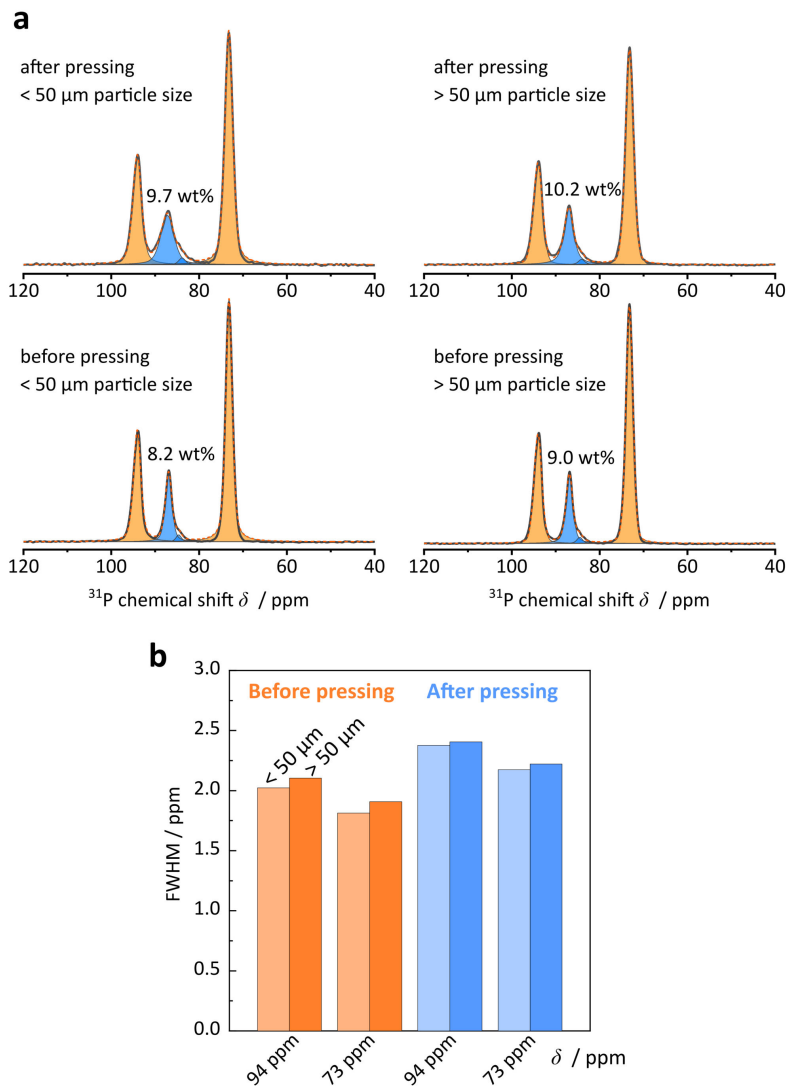 a
after pressing
< 50 μm particle size
9.7 wt%
120 100 80 60 40
after pressing
> 50 μm particle size
10.2 wt%
120 100 80 60 40
before pressing
< 50 μm particle size
8.2 wt%
120 100 80 60 40
³¹P chemical shift δ / ppm
before pressing
> 50 μm particle size
9.0 wt%
120 100 80 60 40
³¹P chemical shift δ / ppm
b
3.0
2.5
2.0
1.5
1.0
0.5
0.0
FWHM / ppm
Before pressing After pressing
< 50 μm
> 50 μm
94 ppm 73 ppm 94 ppm 73 ppm
δ / ppm